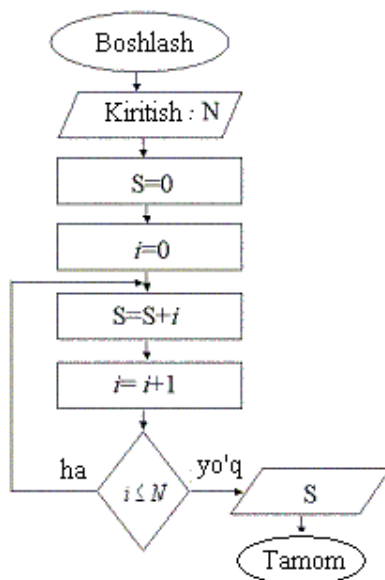 Boshlash
Kiritish : N
S=0
i=0
S=S+i
i= i+1
ha
i ≤ N
yo'q
S
Tamom